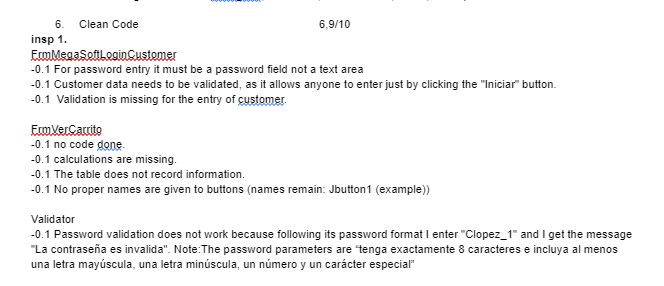 6. Clean Code 6,9/10
insp 1.
FrmMegaSoftLoginCustomer
-0.1 For password entry it must be a password field not a text area
-0.1 Customer data needs to be validated, as it allows anyone to enter just by clicking the "Iniciar" button.
-0.1 Validation is missing for the entry of customer.
FrmVerCarrito
-0.1 no code done.
-0.1 calculations are missing.
-0.1 The table does not record information.
-0.1 No proper names are given to buttons (names remain: Jbutton1 (example))
Validator
-0.1 Password validation does not work because following its password format I enter "Clopez_1" and I get the message
"La contraseña es invalida". Note:The password parameters are “tenga exactamente 8 caracteres e incluya al menos
una letra mayúscula, una letra minúscula, un número y un carácter especial”